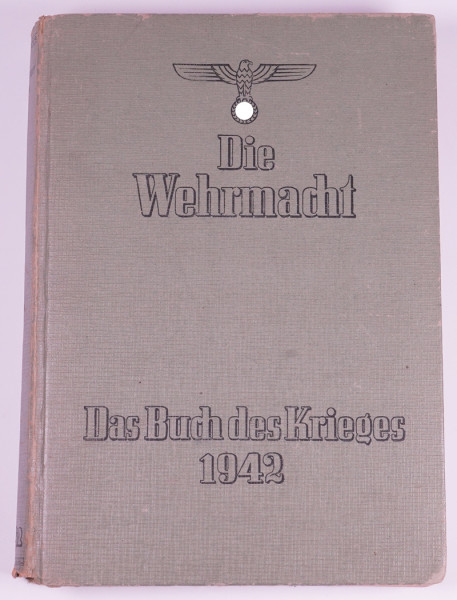 Die
Wehrmacht
Das Buch des Krieges
1942